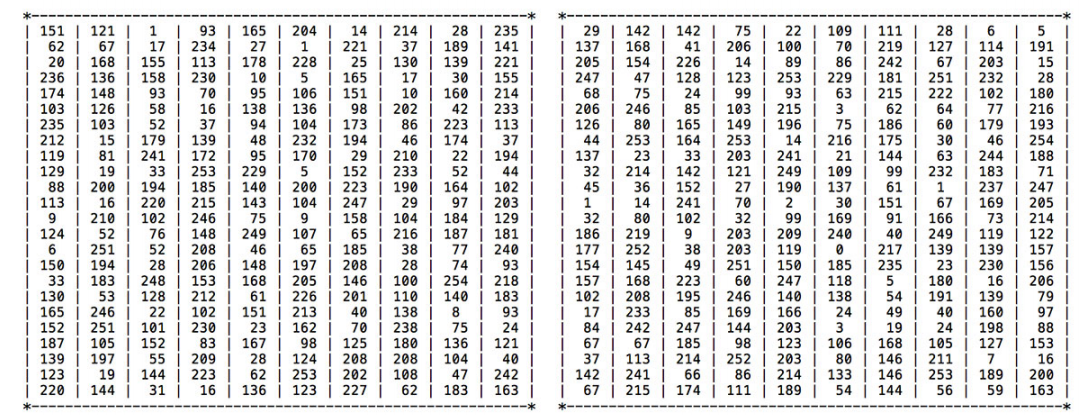 *--------------------------------------------------------------*  *--------------------------------------------------------------*
| 151 | 121 | 1 | 93 | 165 | 204 | 14 | 214 | 28 | 235 | | 29 | 142 | 142 | 75 | 22 | 109 | 111 | 28 | 6 | 5 |
| 62 | 67 | 17 | 234 | 27 | 1 | 221 | 37 | 189 | 141 | | 137 | 168 | 41 | 206 | 100 | 70 | 219 | 127 | 114 | 191 |
| 20 | 168 | 155 | 113 | 178 | 228 | 25 | 130 | 139 | 221 | | 205 | 154 | 226 | 14 | 89 | 86 | 242 | 67 | 203 | 15 |
| 236 | 136 | 158 | 230 | 10 | 5 | 165 | 17 | 30 | 155 | | 247 | 47 | 128 | 123 | 253 | 229 | 181 | 251 | 232 | 28 |
| 174 | 148 | 93 | 70 | 95 | 106 | 151 | 10 | 160 | 214 | | 68 | 75 | 24 | 99 | 93 | 63 | 215 | 222 | 102 | 180 |
| 103 | 126 | 58 | 16 | 138 | 136 | 98 | 202 | 42 | 233 | | 206 | 246 | 85 | 103 | 215 | 3 | 62 | 64 | 77 | 216 |
| 235 | 103 | 52 | 37 | 94 | 104 | 173 | 86 | 223 | 113 | | 126 | 80 | 165 | 149 | 196 | 75 | 186 | 60 | 179 | 193 |
| 212 | 15 | 179 | 139 | 48 | 232 | 194 | 46 | 174 | 37 | | 44 | 253 | 164 | 253 | 14 | 216 | 175 | 30 | 46 | 254 |
| 119 | 81 | 241 | 172 | 95 | 170 | 29 | 210 | 22 | 194 | | 137 | 23 | 33 | 203 | 241 | 21 | 144 | 63 | 244 | 188 |
| 129 | 19 | 33 | 253 | 229 | 5 | 152 | 233 | 52 | 44 | | 32 | 214 | 142 | 121 | 249 | 109 | 99 | 232 | 183 | 71 |
| 88 | 200 | 194 | 185 | 140 | 200 | 223 | 190 | 164 | 102 | | 45 | 36 | 152 | 27 | 190 | 137 | 61 | 1 | 237 | 247 |
| 113 | 16 | 220 | 215 | 143 | 104 | 247 | 29 | 97 | 203 | | 1 | 14 | 241 | 70 | 2 | 30 | 151 | 67 | 169 | 205 |
| 9 | 210 | 102 | 246 | 75 | 9 | 158 | 104 | 184 | 129 | | 32 | 80 | 102 | 32 | 99 | 169 | 91 | 166 | 73 | 214 |
| 124 | 52 | 76 | 148 | 249 | 107 | 65 | 216 | 187 | 181 | | 186 | 219 | 9 | 203 | 209 | 240 | 40 | 249 | 119 | 122 |
| 6 | 251 | 52 | 208 | 46 | 65 | 185 | 38 | 77 | 240 | | 177 | 252 | 38 | 203 | 119 | 0 | 217 | 139 | 139 | 157 |
| 150 | 194 | 28 | 206 | 148 | 197 | 208 | 28 | 74 | 93 | | 154 | 145 | 49 | 251 | 150 | 185 | 235 | 23 | 230 | 156 |
| 33 | 183 | 248 | 153 | 168 | 205 | 146 | 100 | 254 | 218 | | 157 | 168 | 223 | 60 | 247 | 118 | 5 | 180 | 16 | 206 |
| 130 | 53 | 128 | 212 | 61 | 226 | 201 | 110 | 140 | 183 | | 102 | 208 | 195 | 246 | 140 | 138 | 54 | 191 | 139 | 79 |
| 165 | 246 | 22 | 102 | 151 | 213 | 40 | 138 | 8 | 93 | | 17 | 233 | 85 | 169 | 166 | 24 | 49 | 40 | 160 | 97 |
| 152 | 251 | 101 | 230 | 23 | 162 | 70 | 238 | 75 | 24 | | 84 | 242 | 247 | 144 | 203 | 3 | 19 | 24 | 198 | 88 |
| 187 | 105 | 152 | 83 | 167 | 98 | 125 | 180 | 136 | 121 | | 67 | 67 | 185 | 98 | 123 | 106 | 168 | 105 | 127 | 153 |
| 139 | 197 | 55 | 209 | 28 | 124 | 208 | 208 | 104 | 40 | | 37 | 113 | 214 | 252 | 203 | 80 | 146 | 211 | 7 | 16 |
| 123 | 19 | 144 | 223 | 62 | 253 | 202 | 108 | 47 | 242 | | 142 | 241 | 66 | 86 | 214 | 133 | 146 | 253 | 189 | 200 |
| 220 | 144 | 31 | 16 | 136 | 123 | 227 | 62 | 183 | 163 | | 67 | 215 | 174 | 111 | 189 | 54 | 144 | 56 | 59 | 163 |
*--------------------------------------------------------------*  *--------------------------------------------------------------*